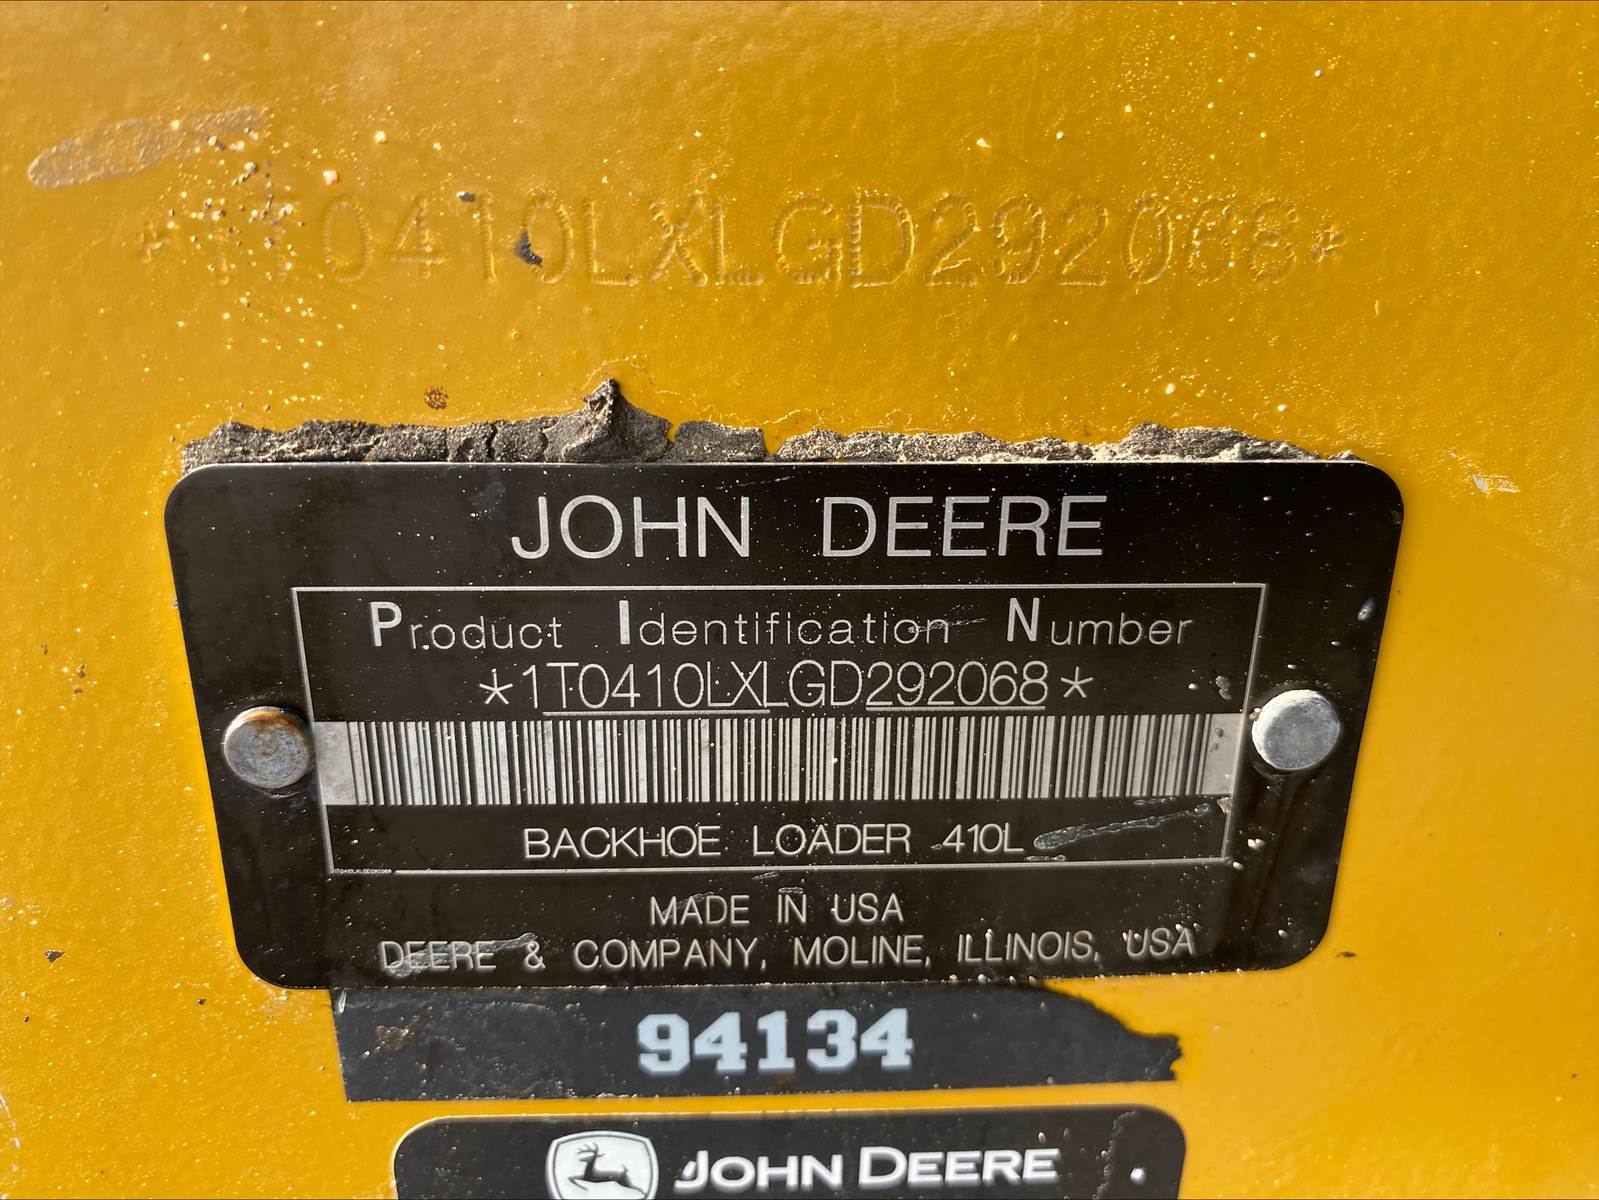 *1T0410LXLGD292068*
JOHN DEERE
Product Identification Number
*1T0410LXLGD292068*
BACKHOE LOADER 410L
1T0410LXLGD292068
MADE IN USA
DEERE & COMPANY, MOLINE, ILLINOIS, USA
94134
JOHN DEERE